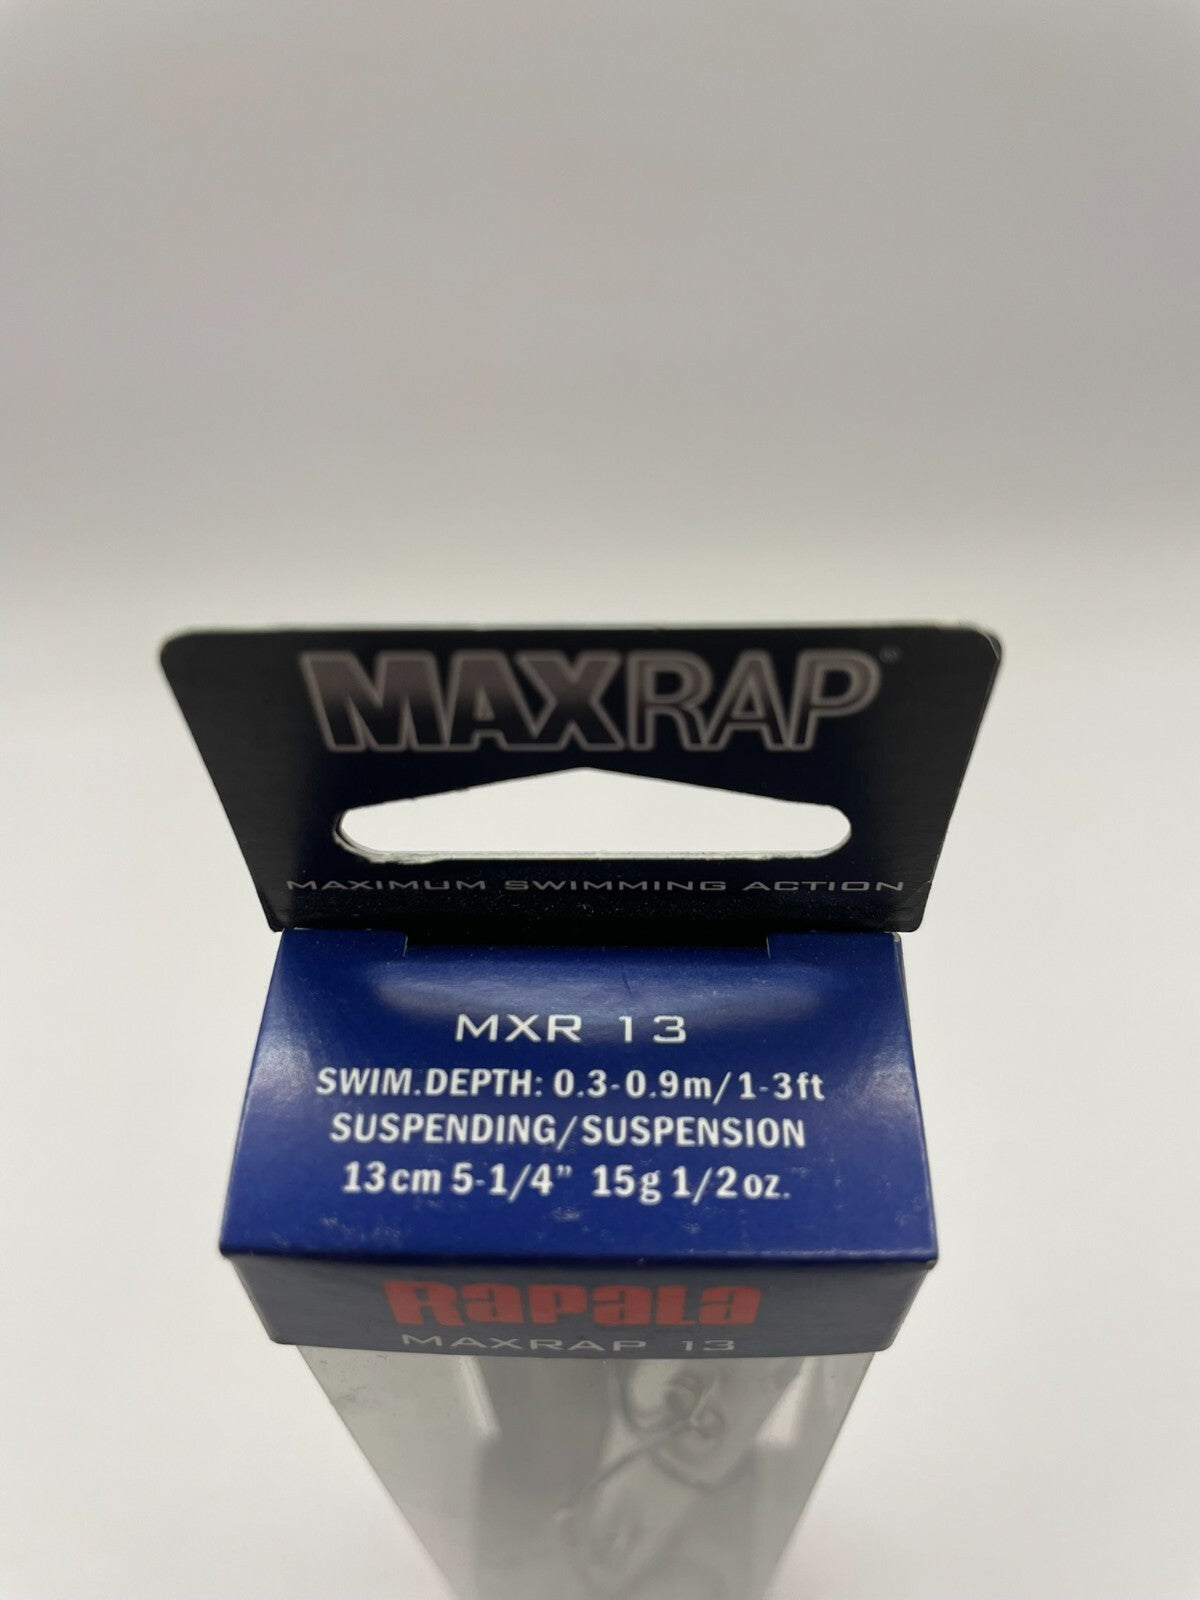 MAXRAP®
MAXIMUM SWIMMING ACTION
MXR 13
SWIM.DEPTH: 0.3-0.9m/1-3ft
SUSPENDING/SUSPENSION
13cm 5-1/4” 15g 1/2oz.
Rapala
MAXRAP 13